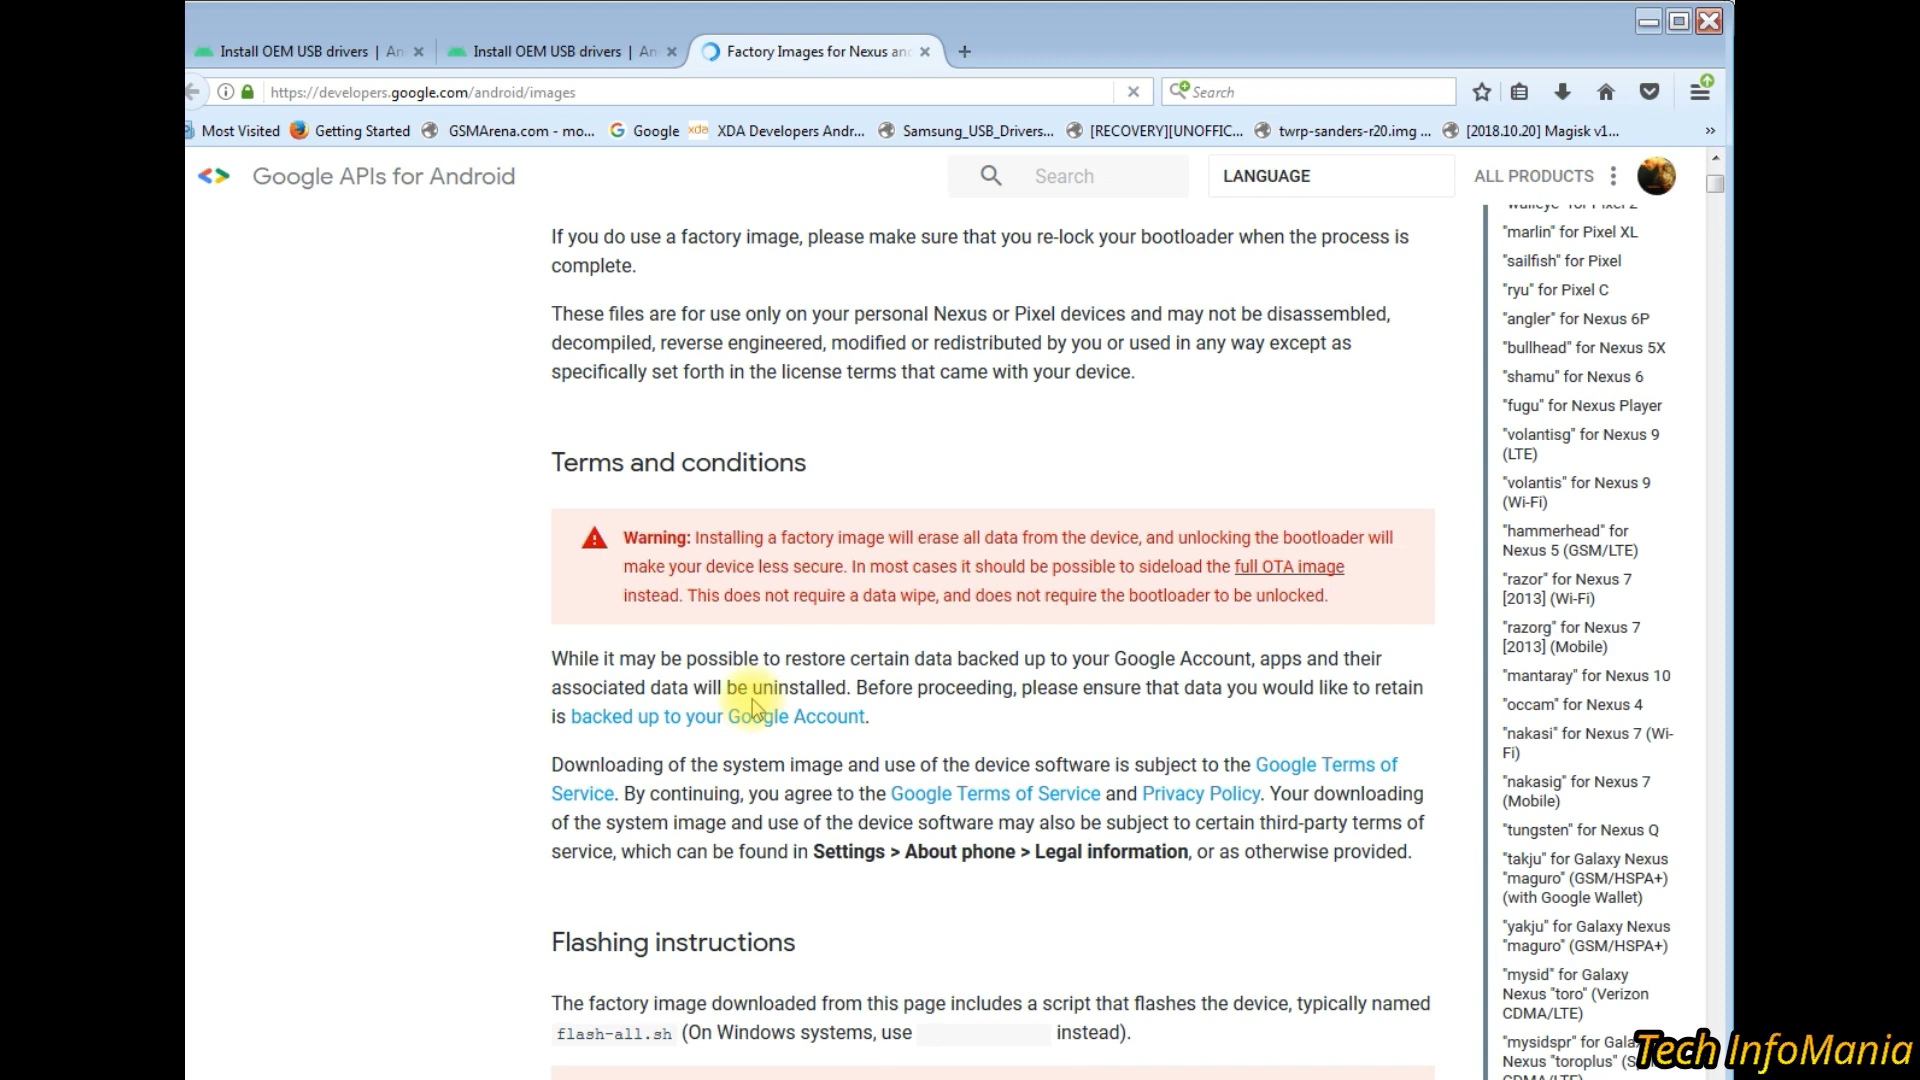 Install OEM USB drivers | An
Install OEM USB drivers | An
Factory Images for Nexus and
https://developers.google.com/android/images
Search
Most Visited
Getting Started
GSMArena.com - mo...
Google
XDA Developers Andr...
Samsung_USB_Drivers...
[RECOVERY][UNOFFIC...
twrp-sanders-r20.img ...
[2018.10.20] Magisk v1...
»
Google APIs for Android
Search
LANGUAGE
ALL PRODUCTS
If you do use a factory image, please make sure that you re-lock your bootloader when the process is
complete.
These files are for use only on your personal Nexus or Pixel devices and may not be disassembled,
decompiled, reverse engineered, modified or redistributed by you or used in any way except as
specifically set forth in the license terms that came with your device.
Terms and conditions
Warning: Installing a factory image will erase all data from the device, and unlocking the bootloader will
make your device less secure. In most cases it should be possible to sideload the full OTA image
instead. This does not require a data wipe, and does not require the bootloader to be unlocked.
While it may be possible to restore certain data backed up to your Google Account, apps and their
associated data will be uninstalled. Before proceeding, please ensure that data you would like to retain
is backed up to your Google Account.
Downloading of the system image and use of the device software is subject to the Google Terms of
Service. By continuing, you agree to the Google Terms of Service and Privacy Policy. Your downloading
of the system image and use of the device software may also be subject to certain third-party terms of
service, which can be found in Settings > About phone > Legal information, or as otherwise provided.
Flashing instructions
The factory image downloaded from this page includes a script that flashes the device, typically named
flash-all.sh (On Windows systems, use instead).
"walleye" for Pixel 2
"marlin" for Pixel XL
"sailfish" for Pixel
"ryu" for Pixel C
"angler" for Nexus 6P
"bullhead" for Nexus 5X
"shamu" for Nexus 6
"fugu" for Nexus Player
"volantisg" for Nexus 9
(LTE)
"volantis" for Nexus 9
(Wi-Fi)
"hammerhead" for
Nexus 5 (GSM/LTE)
"razor" for Nexus 7
[2013] (Wi-Fi)
"razorg" for Nexus 7
[2013] (Mobile)
"mantaray" for Nexus 10
"occam" for Nexus 4
"nakasi" for Nexus 7 (Wi-
Fi)
"nakasig" for Nexus 7
(Mobile)
"tungsten" for Nexus Q
"takju" for Galaxy Nexus
"maguro" (GSM/HSPA+)
(with Google Wallet)
"yakju" for Galaxy Nexus
"maguro" (GSM/HSPA+)
"mysid" for Galaxy
Nexus "toro" (Verizon
CDMA/LTE)
"mysidspr" for Gala
Nexus "toroplus" (S
CDMA/LTE)
Tech InfoMania